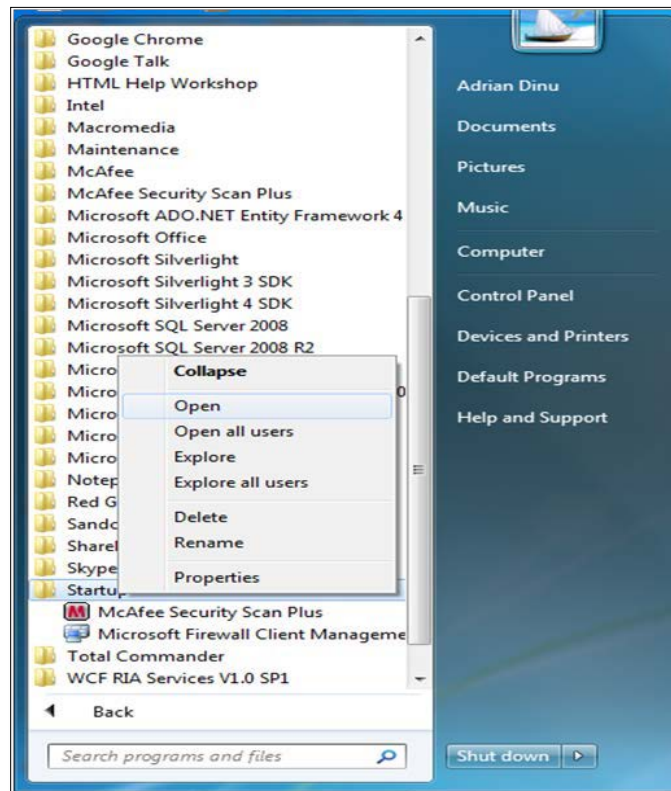 Google Chrome
Google Talk
HTML Help Workshop
Intel
Macromedia
Maintenance
McAfee
McAfee Security Scan Plus
Microsoft ADO.NET Entity Framework 4
Microsoft Office
Microsoft Silverlight
Microsoft Silverlight 3 SDK
Microsoft Silverlight 4 SDK
Microsoft SQL Server 2008
Microsoft SQL Server 2008 R2
Micro
Micro 0
Micro
Micro
Micro
Notep
Red G
Sandc
Share
Skype
Startup
McAfee Security Scan Plus
Microsoft Firewall Client Manageme
Total Commander
WCF RIA Services V1.0 SP1
Back
Search programs and files
Collapse
Open
Open all users
Explore
Explore all users
Delete
Rename
Properties
Adrian Dinu
Documents
Pictures
Music
Computer
Control Panel
Devices and Printers
Default Programs
Help and Support
Shut down